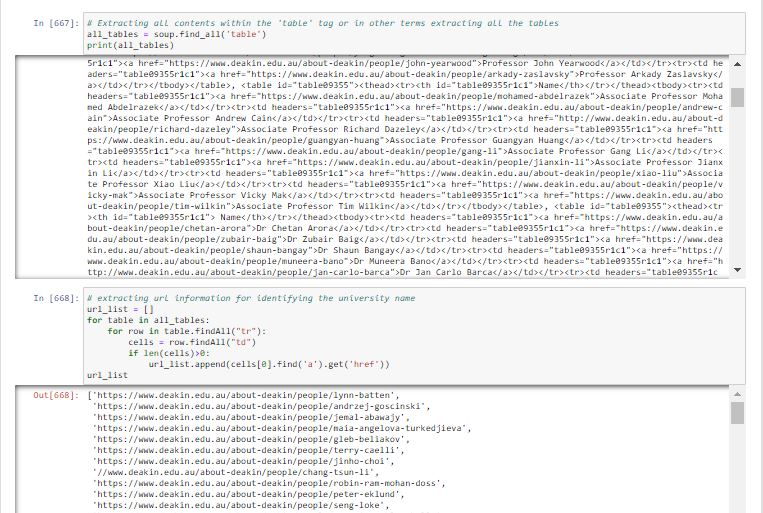 In [667]: # Extracting all contents within the 'table' tag or in other terms extracting all the tables
all_tables = soup.find_all('table')
print(all_tables)
5r1c1"><a href="https://www.deakin.edu.au/about-deakin/people/john-yearwood">Professor John Yearwood</a></td></tr><tr><td he
aders="table09355r1c1"><a href="https://www.deakin.edu.au/about-deakin/people/arkady-zaslavsky">Professor Arkady Zaslavsky</
a></td></tr></tbody></table>, <table id="table09355"><thead><tr><th id="table09355r1c1">Name</th></tr></thead><tbody><tr><td
headers="table09355r1c1"><a href="https://www.deakin.edu.au/about-deakin/people/mohamed-abdelrazek">Associate Professor Moha
med Abdelrazek</a></td></tr><tr><td headers="table09355r1c1"><a href="https://www.deakin.edu.au/about-deakin/people/andrew-c
ain">Associate Professor Andrew Cain</a></td></tr><tr><td headers="table09355r1c1"><a href="http://www.deakin.edu.au/about-d
eakin/people/richard-dazeley">Associate Professor Richard Dazeley</a></td></tr><tr><td headers="table09355r1c1"><a href="htt
ps://www.deakin.edu.au/about-deakin/people/guangyan-huang">Associate Professor Guangyan Huang</a></td></tr><tr><td headers
="table09355r1c1"><a href="https://www.deakin.edu.au/about-deakin/people/gang-li">Associate Professor Gang Li</a></td></tr><
tr><td headers="table09355r1c1"><a href="https://www.deakin.edu.au/about-deakin/people/jianxin-li">Associate Professor Jianx
in Li</a></td></tr><tr><td headers="table09355r1c1"><a href="https://www.deakin.edu.au/about-deakin/people/xiao-liu">Associa
te Professor Xiao Liu</a></td></tr><tr><td headers="table09355r1c1"><a href="https://www.deakin.edu.au/about-deakin/people/v
icky-mak">Associate Professor Vicky Mak</a></td></tr><tr><td headers="table09355r1c1"><a href="https://www.deakin.edu.au/abo
ut-deakin/people/tim-wilkin">Associate Professor Tim Wilkin</a></td></tr></tbody></table>, <table id="table09355"><thead><tr
><th id="table09355r1c1"> Name</th></tr></thead><tbody><tr><td headers="table09355r1c1"><a href="https://www.deakin.edu.au/a
bout-deakin/people/chetan-arora">Dr Chetan Arora</a></td></tr><tr><td headers="table09355r1c1"><a href="https://www.deakin.e
du.au/about-deakin/people/zubair-baig">Dr Zubair Baig</a></td></tr><tr><td headers="table09355r1c1"><a href="https://www.dea
kin.edu.au/about-deakin/people/shaun-bangay">Dr Shaun Bangay</a></td></tr><tr><td headers="table09355r1c1"><a href="https://
www.deakin.edu.au/about-deakin/people/muneera-bano">Dr Muneera Bano</a></td></tr><tr><td headers="table09355r1c1"><a href="h
ttp://www.deakin.edu.au/about-deakin/people/jan-carlo-barca">Dr Jan Carlo Barca</a></td></tr><tr><td headers="table09355r1c
In [668]: # extracting url information for identifying the university name
url_list = []
for table in all_tables:
for row in table.findAll("tr"):
cells = row.findAll("td")
if len(cells)>0:
url_list.append(cells[0].find('a').get('href'))
url_list
Out[668]: ['https://www.deakin.edu.au/about-deakin/people/lynn-batten',
'https://www.deakin.edu.au/about-deakin/people/andrzej-goscinski',
'https://www.deakin.edu.au/about-deakin/people/jemal-abawajy',
'https://www.deakin.edu.au/about-deakin/people/maia-angelova-turkedjieva',
'https://www.deakin.edu.au/about-deakin/people/gleb-beliakov',
'https://www.deakin.edu.au/about-deakin/people/terry-caelli',
'https://www.deakin.edu.au/about-deakin/people/jinho-choi',
'//www.deakin.edu.au/about-deakin/people/chang-tsun-li',
'https://www.deakin.edu.au/about-deakin/people/robin-ram-mohan-doss',
'https://www.deakin.edu.au/about-deakin/people/peter-eklund',
'https://www.deakin.edu.au/about-deakin/people/seng-loke',